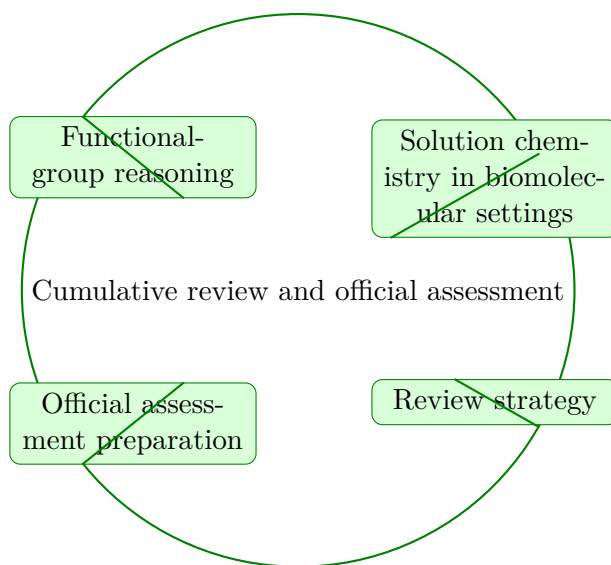 Functional-
group reasoning
Solution chem-
istry in biomolec-
ular settings
Cumulative review and official assessment
Official assess-
ment preparation
Review strategy